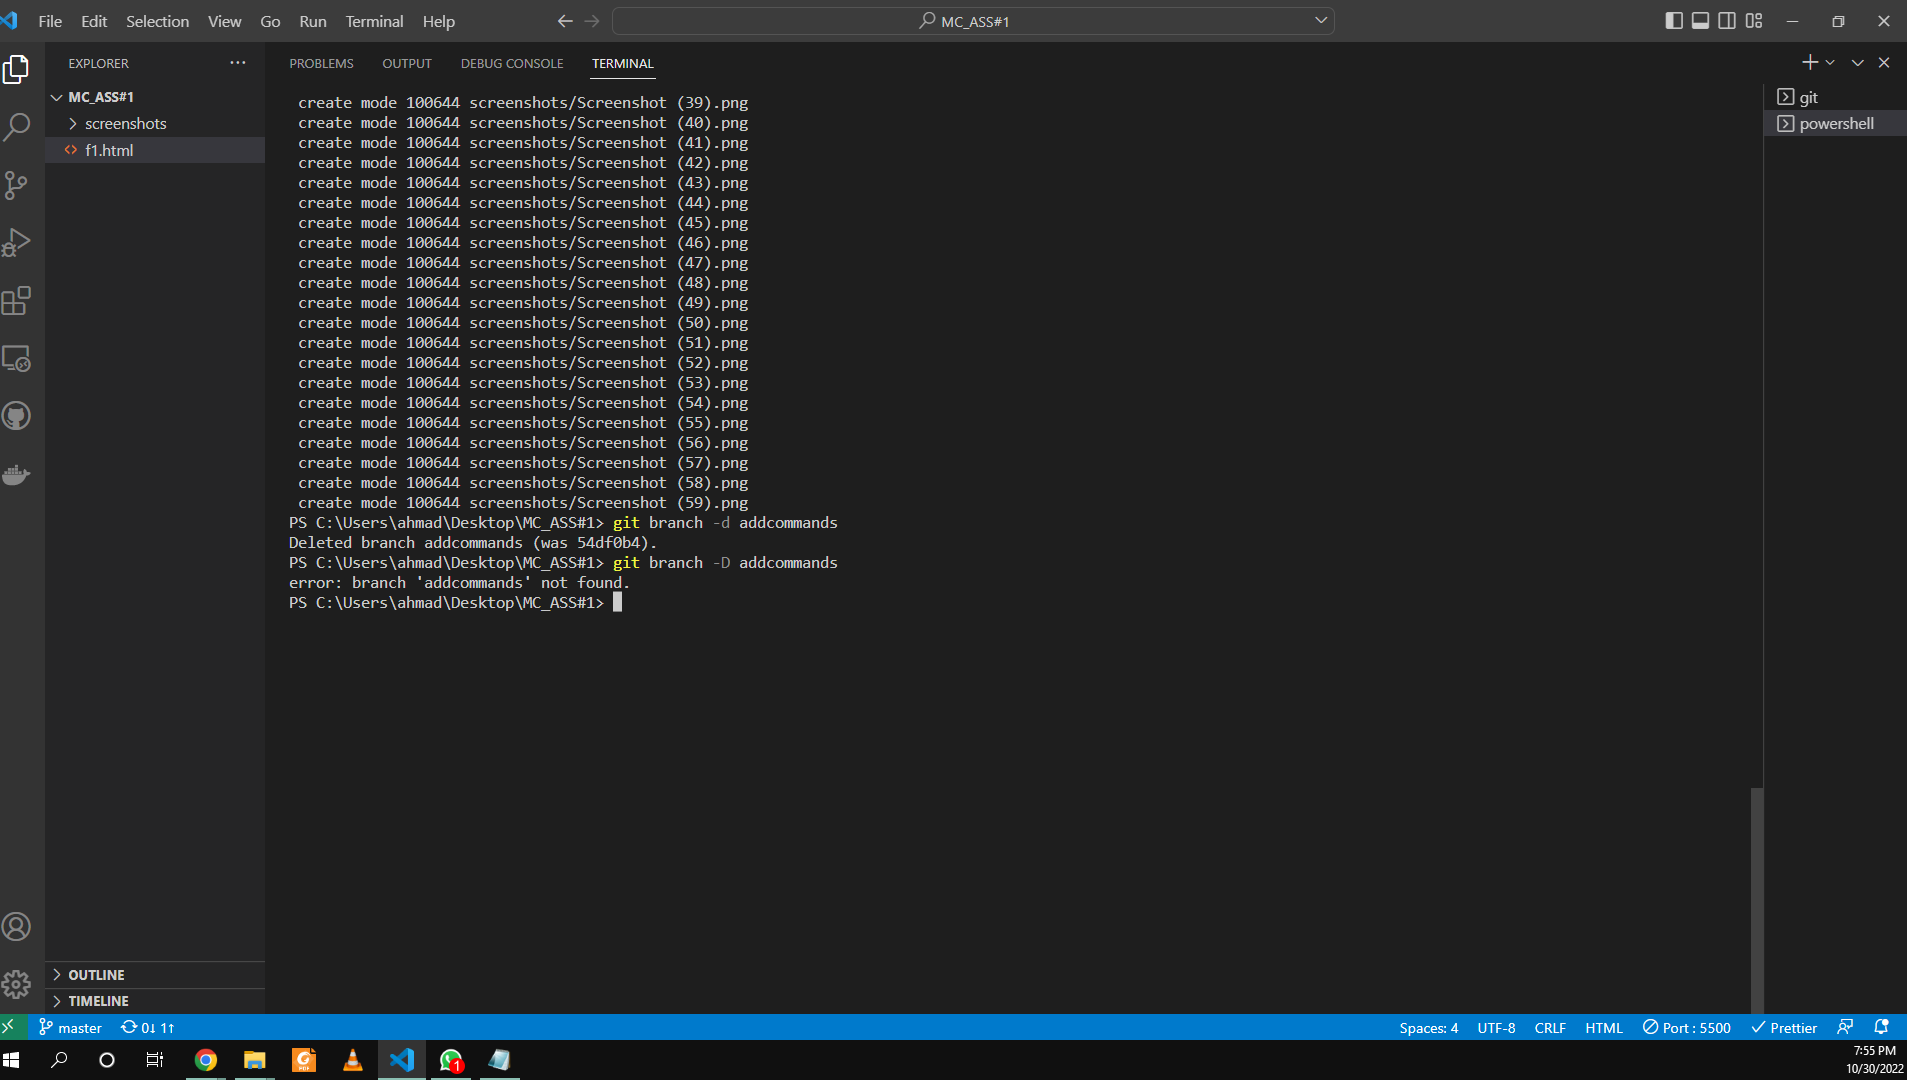 File Edit Selection View Go Run Terminal Help
MC_ASS#1
EXPLORER
MC_ASS#1
screenshots
f1.html
OUTLINE
TIMELINE
PROBLEMS OUTPUT DEBUG CONSOLE TERMINAL
create mode 100644 screenshots/Screenshot (39).png
create mode 100644 screenshots/Screenshot (40).png
create mode 100644 screenshots/Screenshot (41).png
create mode 100644 screenshots/Screenshot (42).png
create mode 100644 screenshots/Screenshot (43).png
create mode 100644 screenshots/Screenshot (44).png
create mode 100644 screenshots/Screenshot (45).png
create mode 100644 screenshots/Screenshot (46).png
create mode 100644 screenshots/Screenshot (47).png
create mode 100644 screenshots/Screenshot (48).png
create mode 100644 screenshots/Screenshot (49).png
create mode 100644 screenshots/Screenshot (50).png
create mode 100644 screenshots/Screenshot (51).png
create mode 100644 screenshots/Screenshot (52).png
create mode 100644 screenshots/Screenshot (53).png
create mode 100644 screenshots/Screenshot (54).png
create mode 100644 screenshots/Screenshot (55).png
create mode 100644 screenshots/Screenshot (56).png
create mode 100644 screenshots/Screenshot (57).png
create mode 100644 screenshots/Screenshot (58).png
create mode 100644 screenshots/Screenshot (59).png
PS C:\Users\ahmad\Desktop\MC_ASS#1> git branch -d addcommands
Deleted branch addcommands (was 54df0b4).
PS C:\Users\ahmad\Desktop\MC_ASS#1> git branch -D addcommands
error: branch 'addcommands' not found.
PS C:\Users\ahmad\Desktop\MC_ASS#1>
git
powershell
master 0↓ 1↑
Spaces: 4 UTF-8 CRLF HTML Port : 5500 Prettier
1
7:55 PM
10/30/2022